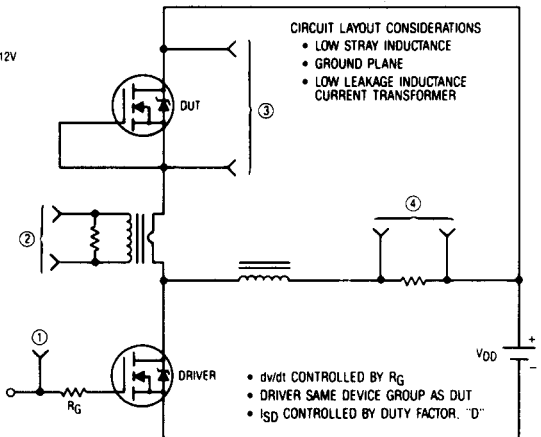 12V
CIRCUIT LAYOUT CONSIDERATIONS
• LOW STRAY INDUCTANCE
• GROUND PLANE
• LOW LEAKAGE INDUCTANCE
CURRENT TRANSFORMER
DUT
③
②
④
①
RG
DRIVER
VDD
+
−
• dv/dt CONTROLLED BY RG
• DRIVER SAME DEVICE GROUP AS DUT
• ISD CONTROLLED BY DUTY FACTOR, "D"